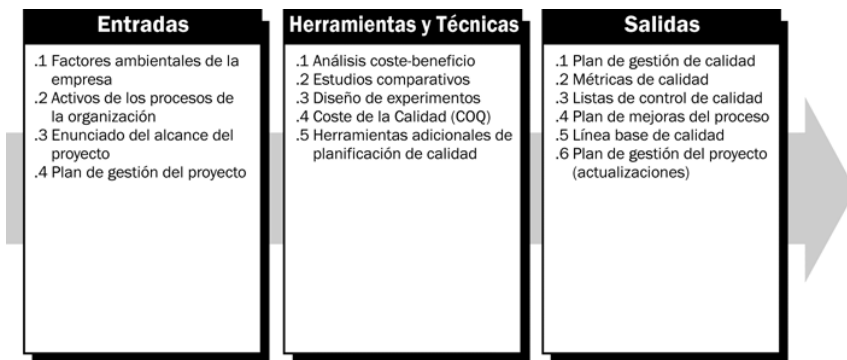 Entradas
.1 Factores ambientales de la
empresa
.2 Activos de los procesos de
la organización
.3 Enunciado del alcance del
proyecto
.4 Plan de gestión del proyecto
Herramientas y Técnicas
.1 Análisis coste-beneficio
.2 Estudios comparativos
.3 Diseño de experimentos
.4 Coste de la Calidad (COQ)
.5 Herramientas adicionales de
planificación de calidad
Salidas
.1 Plan de gestión de calidad
.2 Métricas de calidad
.3 Listas de control de calidad
.4 Plan de mejoras del proceso
.5 Línea base de calidad
.6 Plan de gestión del proyecto
(actualizaciones)